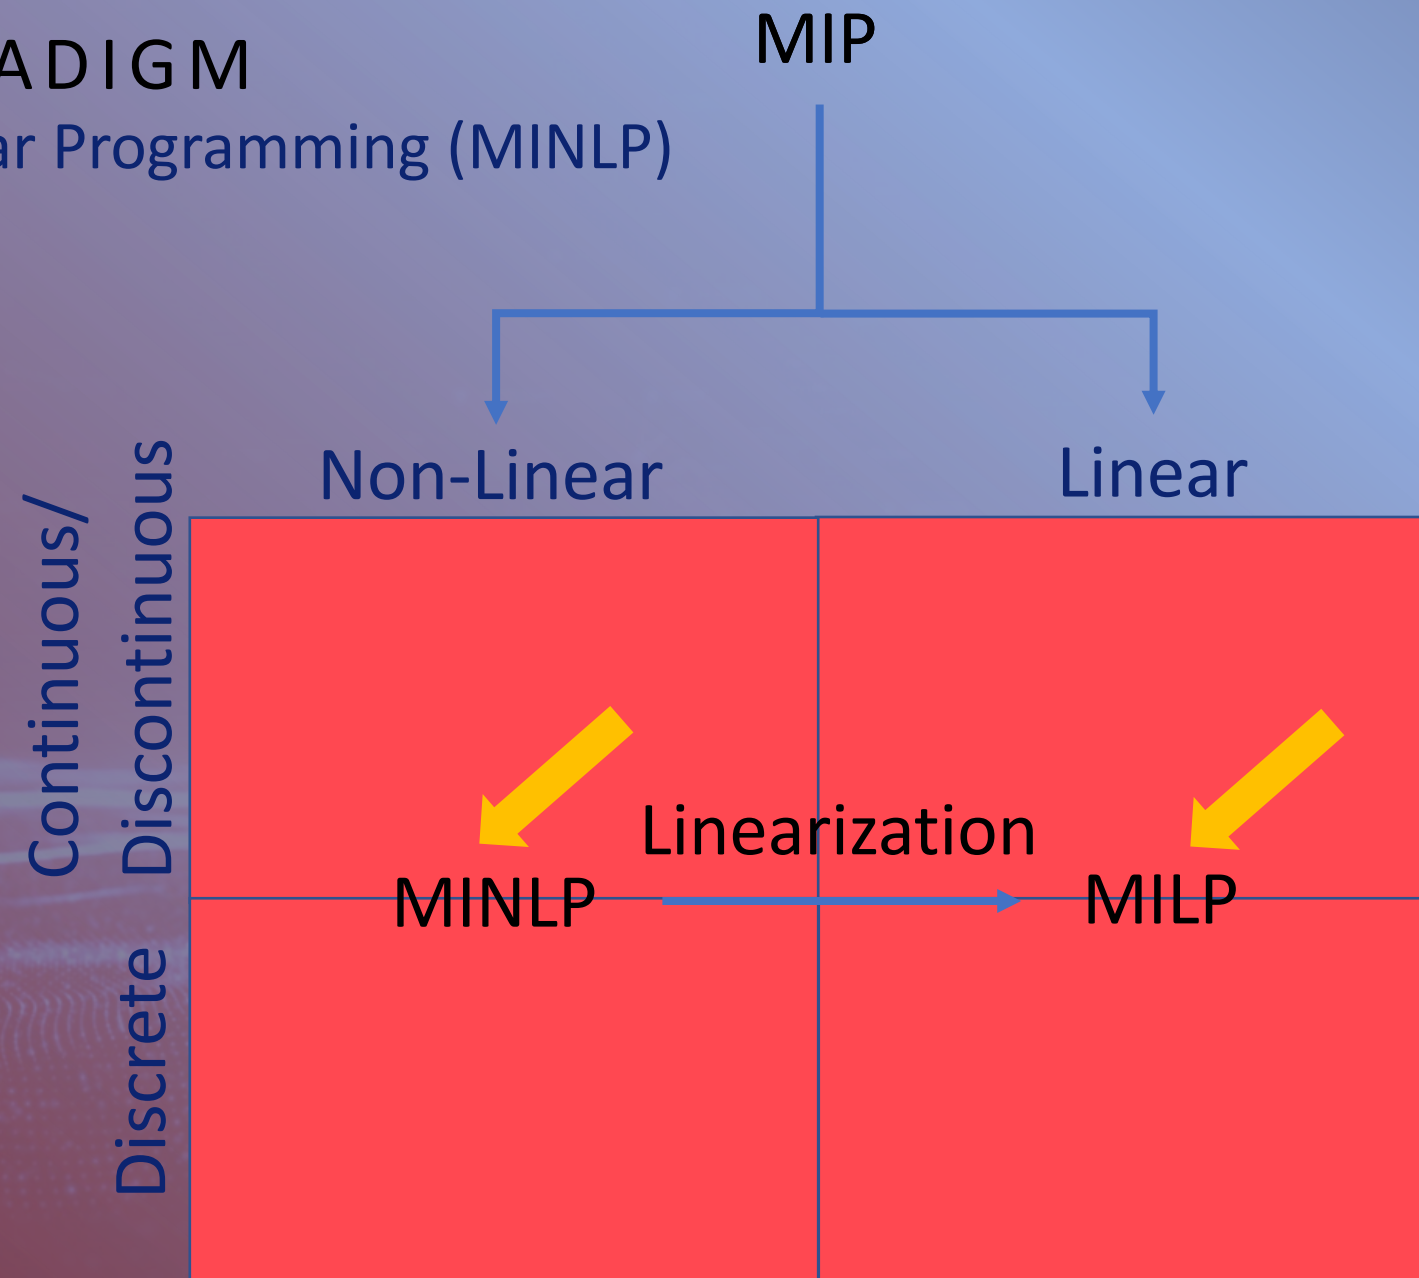 MIP
ADIGM
ar Programming (MINLP)
Non-Linear
Linear
Continuous/
Discontinuous
Linearization
MINLP
MILP
Discrete